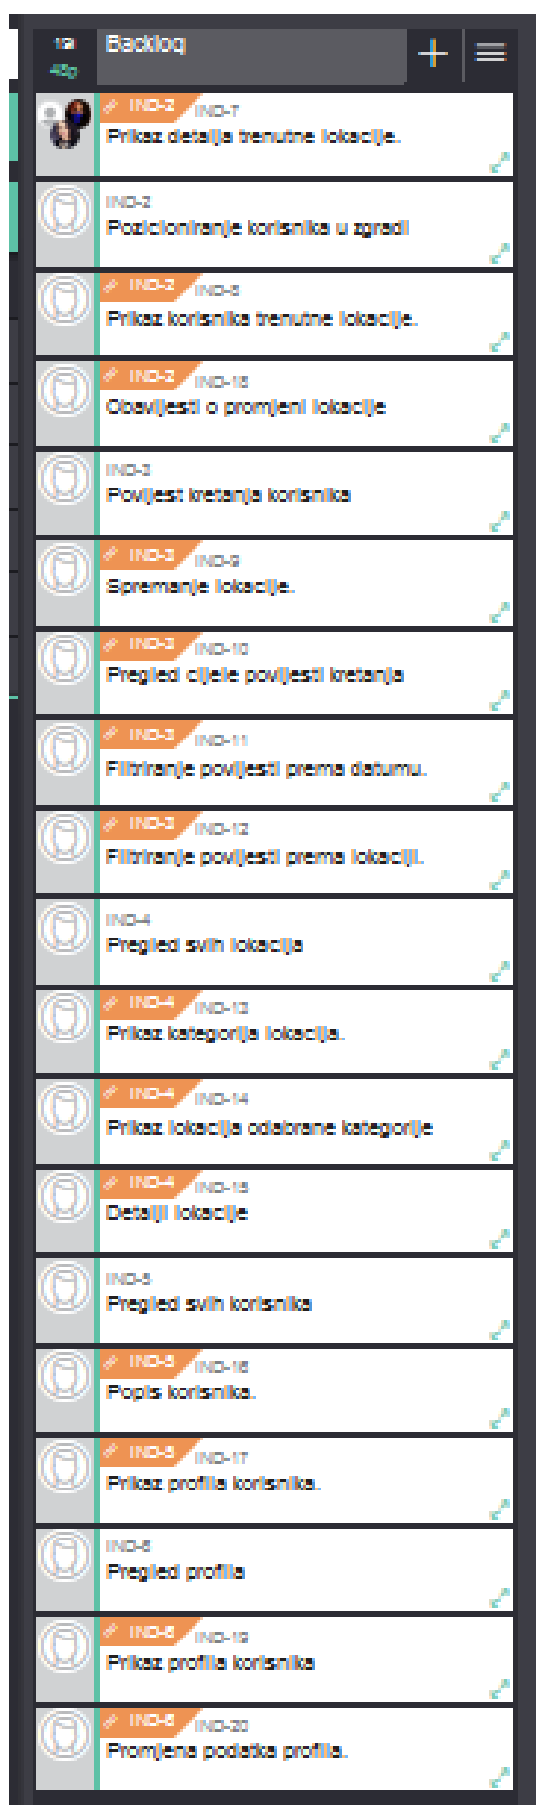 19
Backlog
45p
IND-2 IND-7
Prikaz detalja trenutne lokacije.
IND-2
Pozicioniranje korisnika u zgradi
IND-2 IND-8
Prikaz korisnika trenutne lokacije.
IND-2 IND-18
Obavijesti o promjeni lokacije
IND-3
Povijest kretanja korisnika
IND-3 IND-9
Spremanje lokacije.
IND-3 IND-10
Pregled cijele povijesti kretanja
IND-3 IND-11
Filtriranje povijesti prema datumu.
IND-3 IND-12
Filtriranje povijesti prema lokaciji.
IND-4
Pregled svih lokacija
IND-4 IND-13
Prikaz kategorija lokacija.
IND-4 IND-14
Prikaz lokacija odabrane kategorije
IND-4 IND-15
Detalji lokacije
IND-5
Pregled svih korisnika
IND-5 IND-16
Popis korisnika.
IND-5 IND-17
Prikaz profila korisnika.
IND-6
Pregled profila
IND-6 IND-19
Prikaz profila korisnika
IND-6 IND-20
Promjena podatka profila.